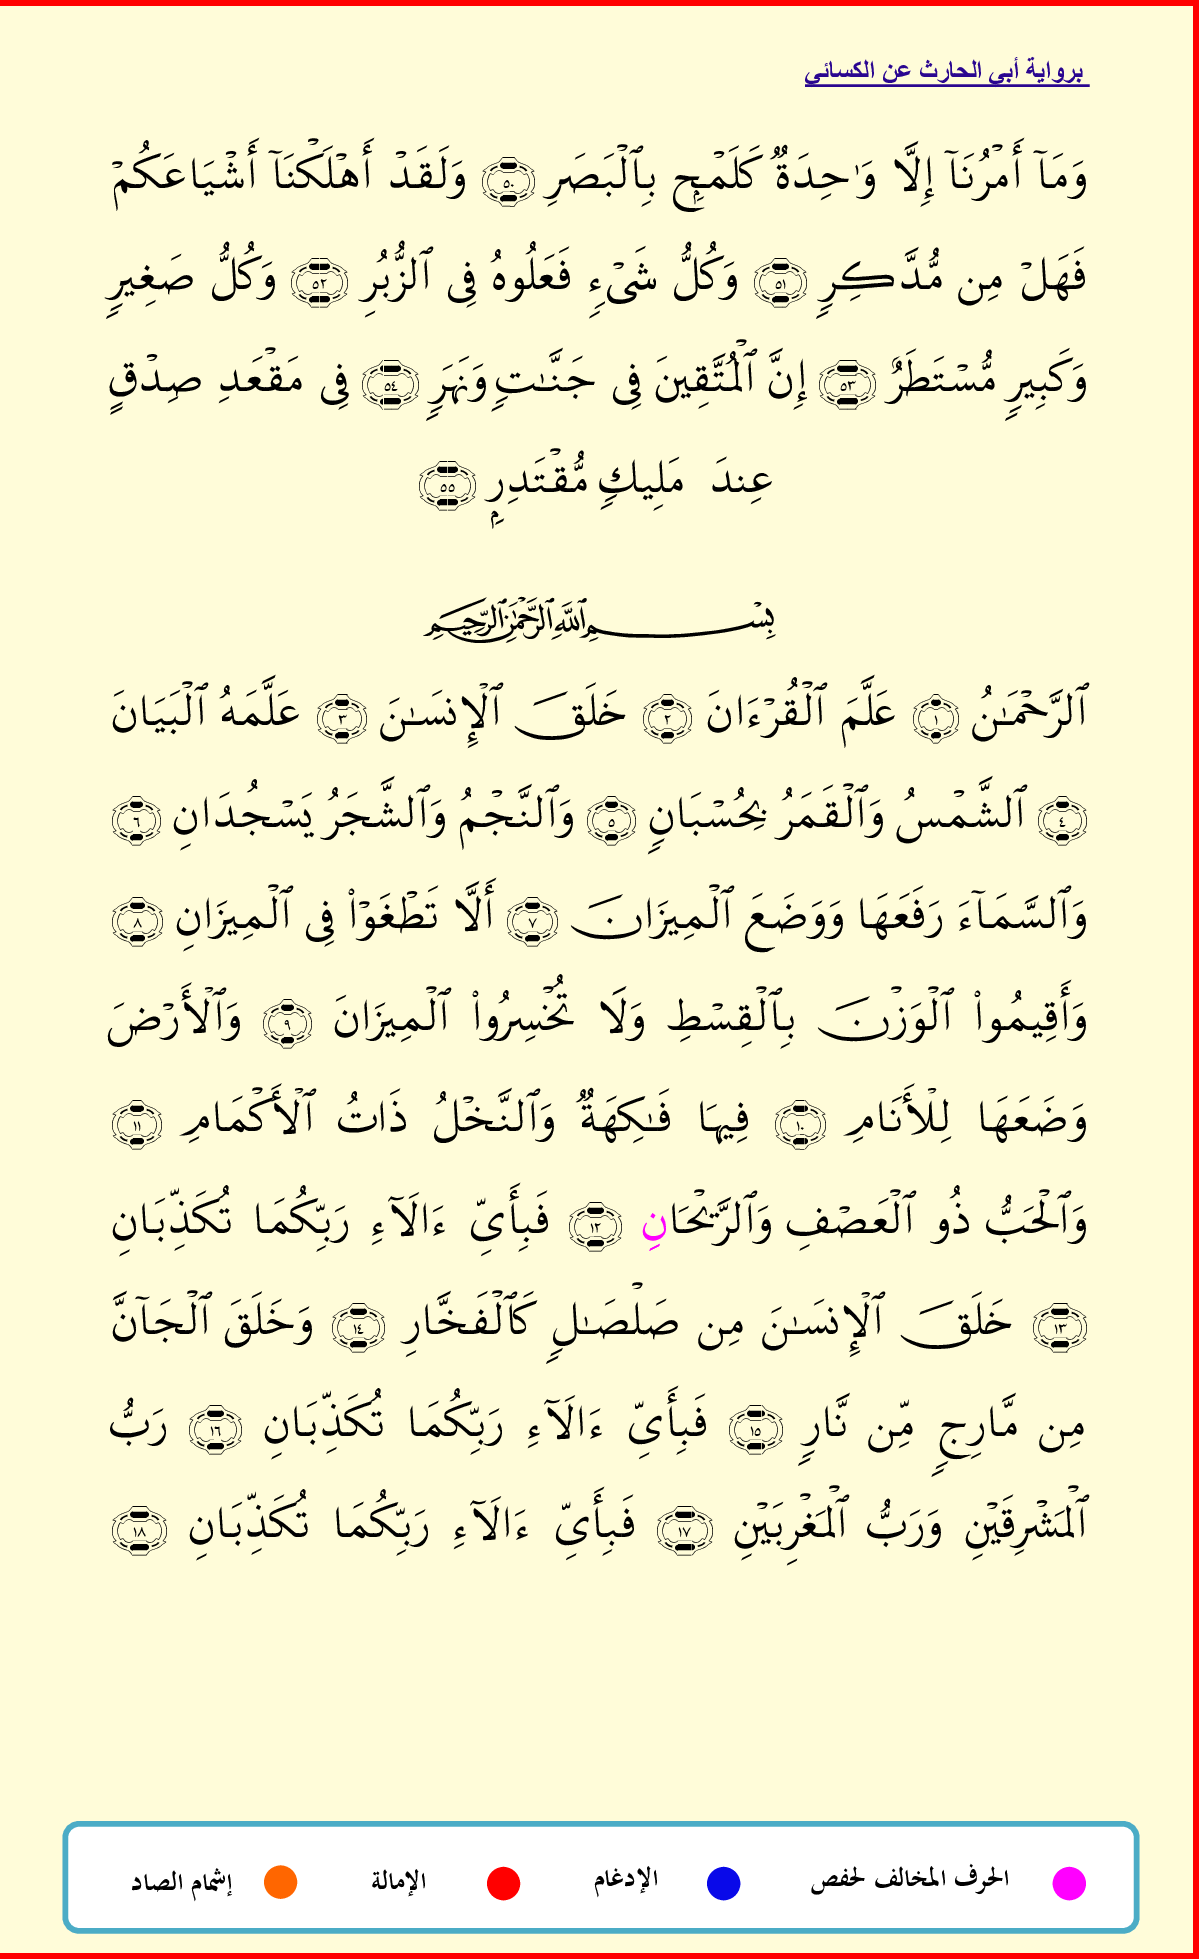 برواية أبي الحارث عن الكسائي
وَمَآ أَمْرُنَآ إِلَّا وَٰحِدَةٌ كَلَمْحٍۭ بِٱلْبَصَرِ ٥٠ وَلَقَدْ أَهْلَكْنَآ أَشْيَاعَكُمْ
فَهَلْ مِن مُّدَّكِرٍ ٥١ وَكُلُّ شَىْءٍ فَعَلُوهُ فِى ٱلزُّبُرِ ٥٢ وَكُلُّ صَغِيرٍ
وَكَبِيرٍ مُّسْتَطَرٌ ٥٣ إِنَّ ٱلْمُتَّقِينَ فِى جَنَّـٰتٍ وَنَهَرٍ ٥٤ فِى مَقْعَدِ صِدْقٍ
عِندَ مَلِيكٍ مُّقْتَدِرٍۭ ٥٥
بِسْمِ ٱللَّهِ ٱلرَّحْمَـٰنِ ٱلرَّحِيمِ
ٱلرَّحْمَـٰنُ ١ عَلَّمَ ٱلْقُرْءَانَ ٢ خَلَقَ ٱلْإِنسَـٰنَ ٣ عَلَّمَهُ ٱلْبَيَانَ
٤ ٱلشَّمْسُ وَٱلْقَمَرُ بِحُسْبَانٍ ٥ وَٱلنَّجْمُ وَٱلشَّجَرُ يَسْجُدَانِ ٦
وَٱلسَّمَآءَ رَفَعَهَا وَوَضَعَ ٱلْمِيزَانَ ٧ أَلَّا تَطْغَوْا۟ فِى ٱلْمِيزَانِ ٨
وَأَقِيمُوا۟ ٱلْوَزْنَ بِٱلْقِسْطِ وَلَا تُخْسِرُوا۟ ٱلْمِيزَانَ ٩ وَٱلْأَرْضَ
وَضَعَهَا لِلْأَنَامِ ١٠ فِيهَا فَـٰكِهَةٌ وَٱلنَّخْلُ ذَاتُ ٱلْأَكْمَامِ ١١
وَٱلْحَبُّ ذُو ٱلْعَصْفِ وَٱلرَّيْحَانِ ١٢ فَبِأَىِّ ءَالَآءِ رَبِّكُمَا تُكَذِّبَانِ
١٣ خَلَقَ ٱلْإِنسَـٰنَ مِن صَلْصَـٰلٍ كَٱلْفَخَّارِ ١٤ وَخَلَقَ ٱلْجَآنَّ
مِن مَّارِجٍ مِّن نَّارٍ ١٥ فَبِأَىِّ ءَالَآءِ رَبِّكُمَا تُكَذِّبَانِ ١٦ رَبُّ
ٱلْمَشْرِقَيْنِ وَرَبُّ ٱلْمَغْرِبَيْنِ ١٧ فَبِأَىِّ ءَالَآءِ رَبِّكُمَا تُكَذِّبَانِ ١٨
الحرف المخالف لحفص الإدغام الإمالة إشمام الصاد